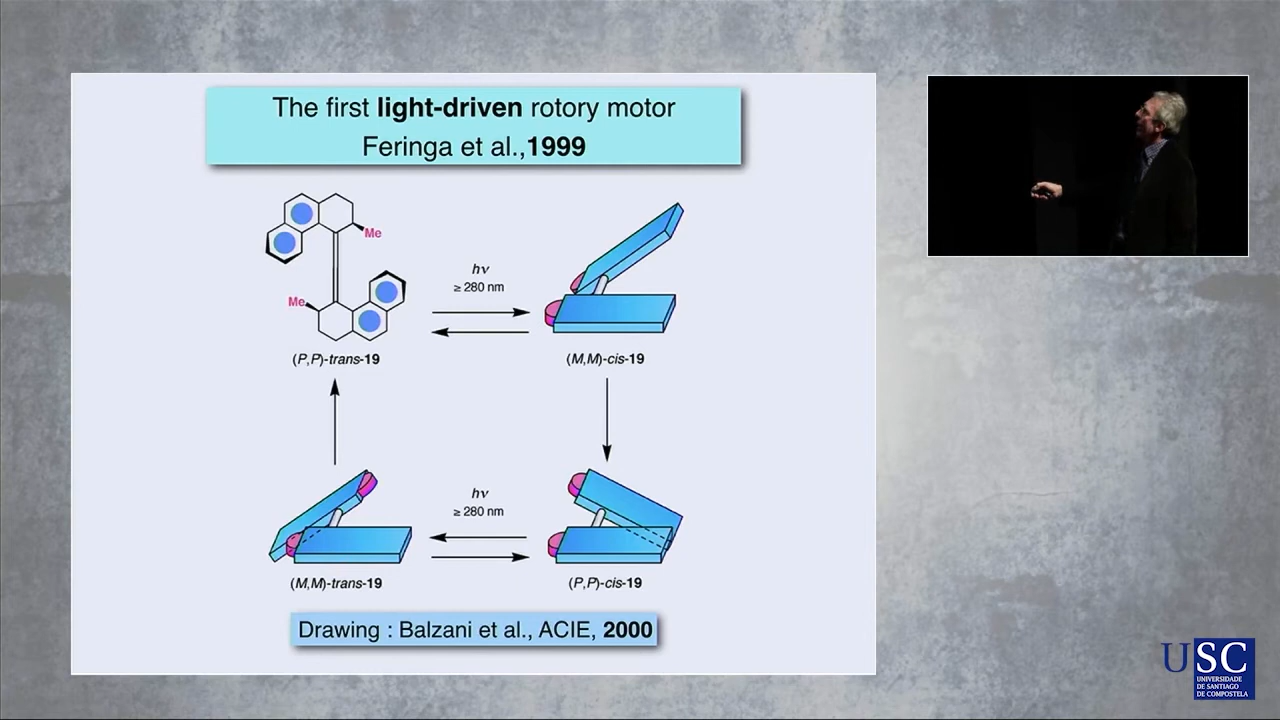 The first light-driven rotory motor
Feringa et al.,1999
Me
Me
hν
≥ 280 nm
(P,P)-trans-19
(M,M)-cis-19
hν
≥ 280 nm
(M,M)-trans-19
(P,P)-cis-19
Drawing : Balzani et al., ACIE, 2000
USC
UNIVERSIDADE
DE SANTIAGO
DE COMPOSTELA